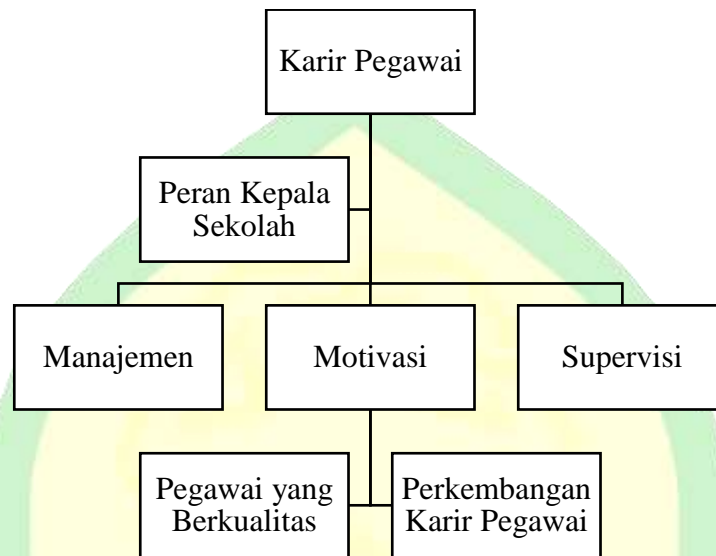 Karir Pegawai
Peran Kepala
Sekolah
Manajemen
Motivasi
Supervisi
Pegawai yang
Berkualitas
Perkembangan
Karir Pegawai